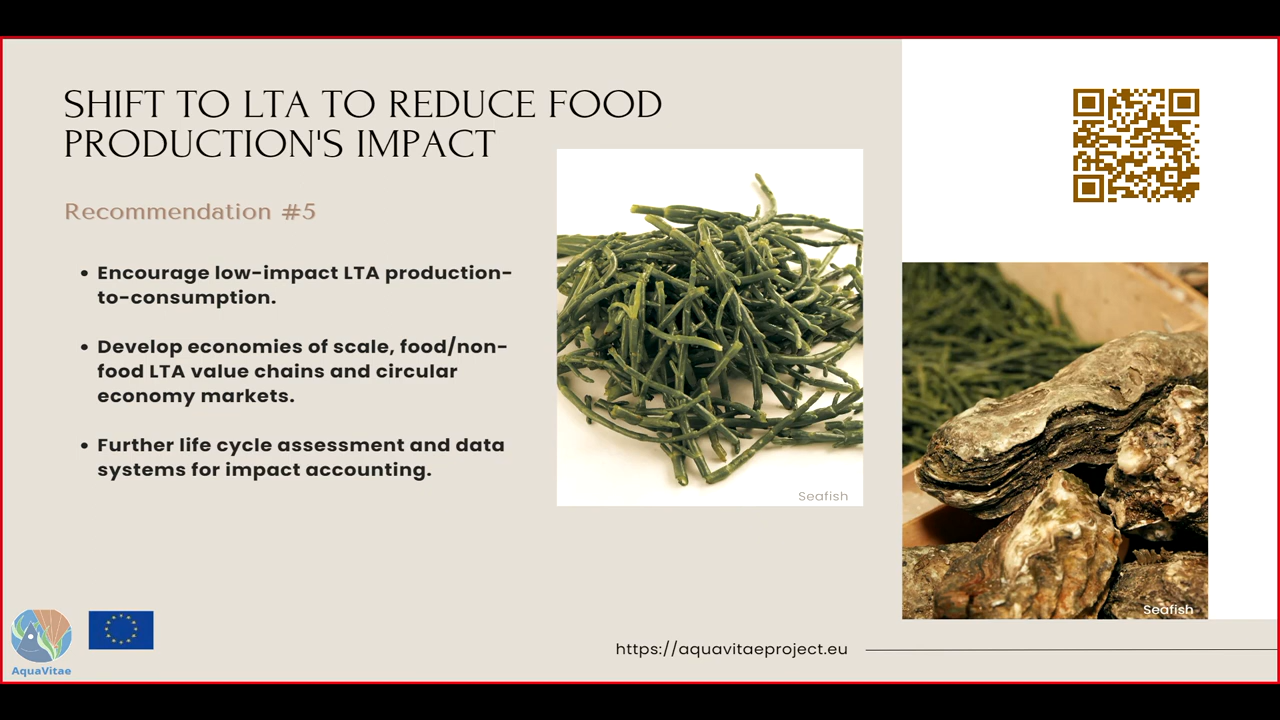 SHIFT TO LTA TO REDUCE FOOD
PRODUCTION'S IMPACT
Recommendation #5
• Encourage low-impact LTA production-
to-consumption.
• Develop economies of scale, food/non-
food LTA value chains and circular
economy markets.
• Further life cycle assessment and data
systems for impact accounting.
Seafish
Seafish
AquaVitae
https://aquavitaeproject.eu